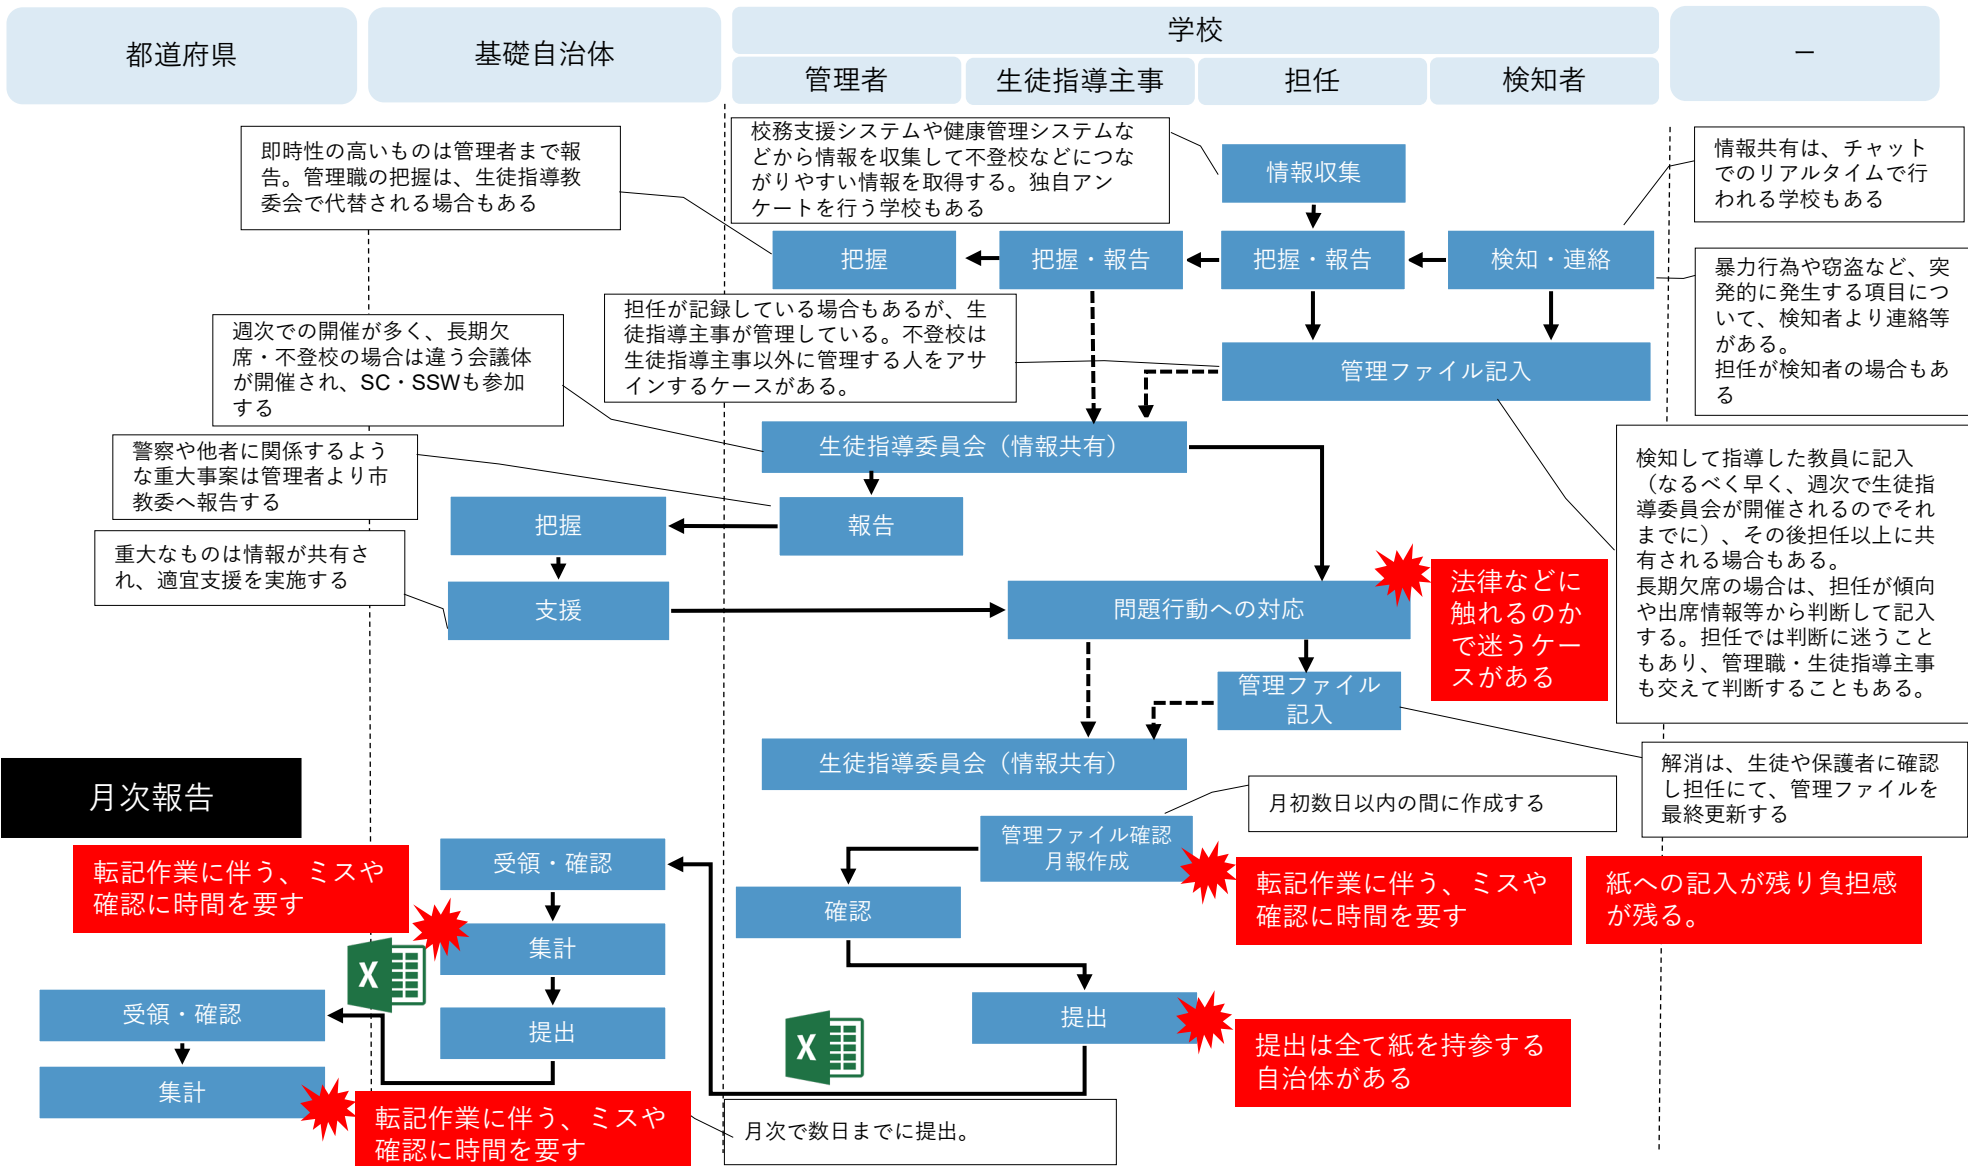 都道府県
基礎自治体
学校
管理者
生徒指導主事
担任
検知者
ー
即時性の高いものは管理者まで報
告。管理職の把握は、生徒指導教
委会で代替される場合もある
校務支援システムや健康管理システムな
どから情報を収集して不登校などにつな
がりやすい情報を取得する。独自アン
ケートを行う学校もある
情報収集
情報共有は、チャット
でのリアルタイムで行
われる学校もある
把握
把握・報告
把握・報告
検知・連絡
暴力行為や窃盗など、突
発的に発生する項目につ
いて、検知者より連絡等
がある。
担任が検知者の場合もあ
る
担任が記録している場合もあるが、生
徒指導主事が管理している。不登校は
生徒指導主事以外に管理する人をアサ
インするケースがある。
週次での開催が多く、長期欠
席・不登校の場合は違う会議体
が開催され、SC・SSWも参加
する
管理ファイル記入
生徒指導委員会（情報共有）
警察や他者に関係するよう
な重大事案は管理者より市
教委へ報告する
検知して指導した教員に記入
（なるべく早く、週次で生徒指
導委員会が開催されるのでそれ
までに）、その後担任以上に共
有される場合もある。
長期欠席の場合は、担任が傾向
や出席情報等から判断して記入
する。担任では判断に迷うこと
もあり、管理職・生徒指導主事
も交えて判断することもある。
把握
報告
重大なものは情報が共有さ
れ、適宜支援を実施する
支援
問題行動への対応
法律などに
触れるのか
で迷うケー
スがある
管理ファイル
記入
生徒指導委員会（情報共有）
解消は、生徒や保護者に確認
し担任にて、管理ファイルを
最終更新する
月次報告
月初数日以内の間に作成する
管理ファイル確認
月報作成
転記作業に伴う、ミスや
確認に時間を要す
受領・確認
転記作業に伴う、ミスや
確認に時間を要す
紙への記入が残り負担感
が残る。
確認
集計
X
受領・確認
提出
X
提出
提出は全て紙を持参する
自治体がある
集計
転記作業に伴う、ミスや
確認に時間を要す
月次で数日までに提出。